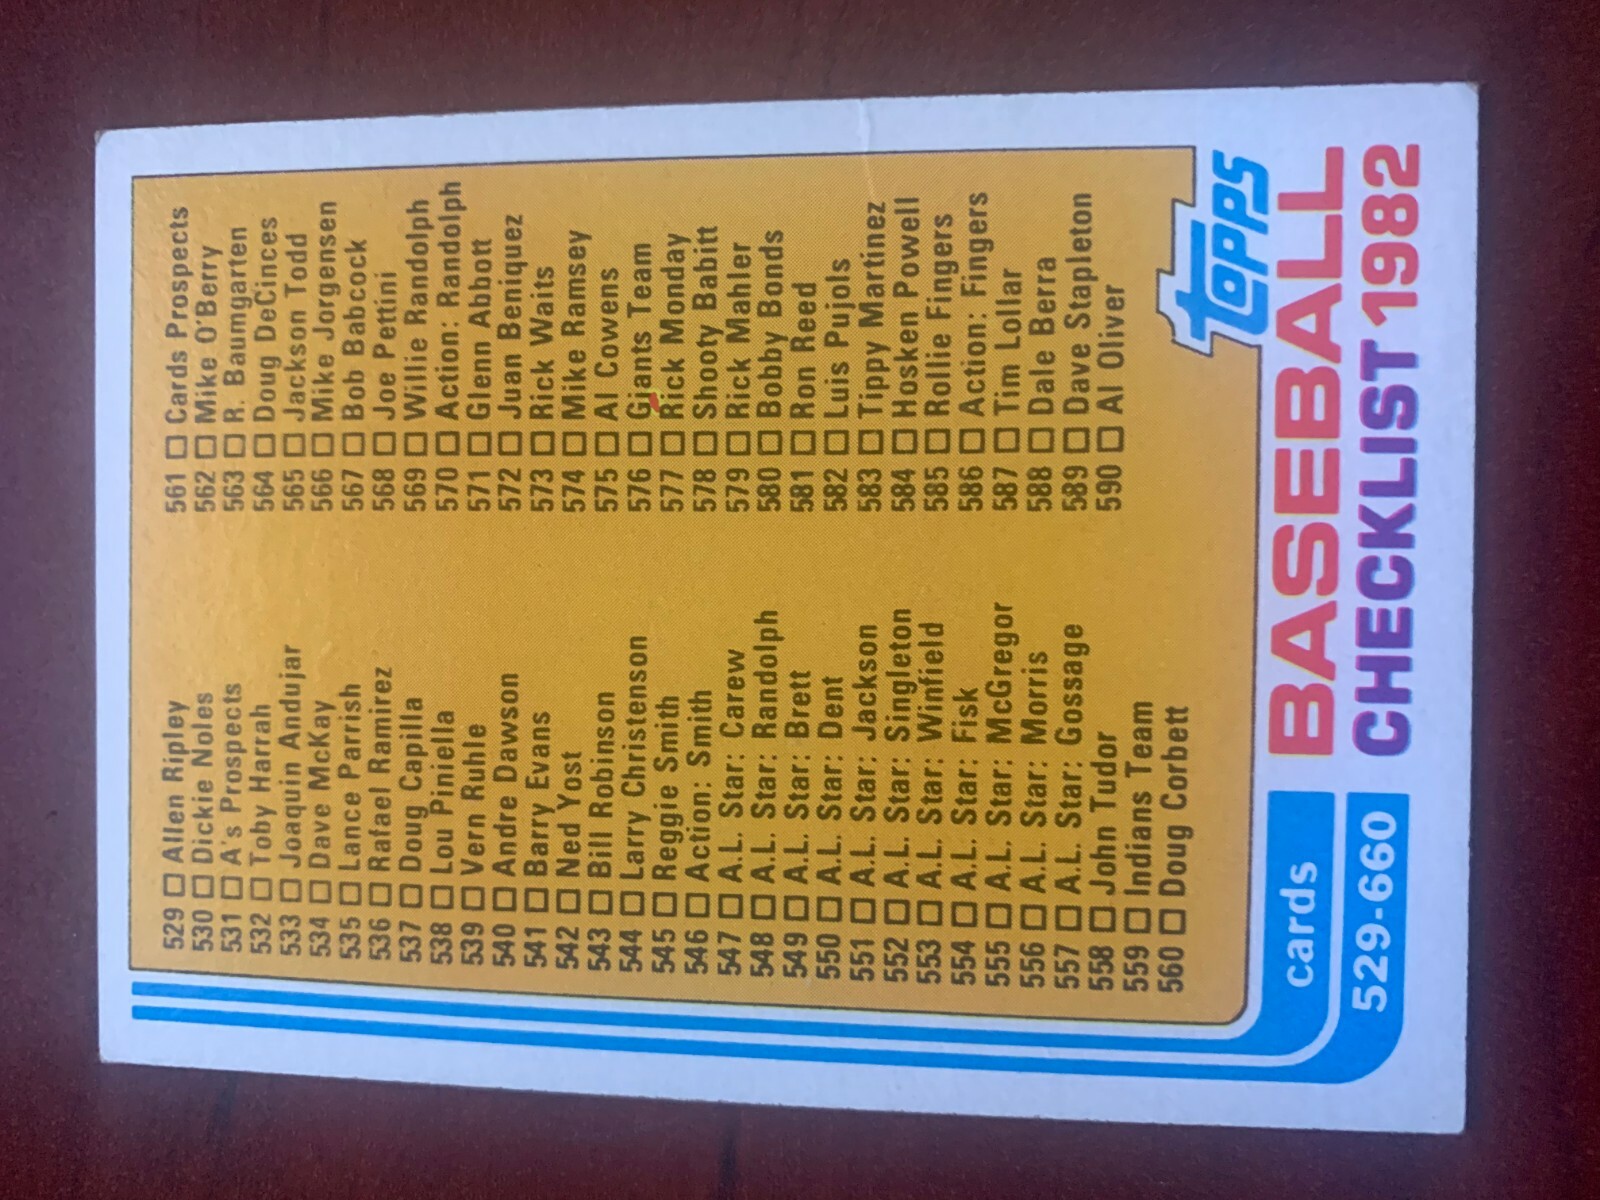 529 Allen Ripley
530 Dickie Noles
531 A's Prospects
532 Toby Harrah
533 Joaquin Andujar
534 Dave McKay
535 Lance Parrish
536 Rafael Ramirez
537 Doug Capilla
538 Lou Piniella
539 Vern Ruhle
540 Andre Dawson
541 Barry Evans
542 Ned Yost
543 Bill Robinson
544 Larry Christenson
545 Reggie Smith
546 Action: Smith
547 A.L. Star: Carew
548 A.L. Star: Randolph
549 A.L. Star: Brett
550 A.L. Star: Dent
551 A.L. Star: Jackson
552 A.L. Star: Singleton
553 A.L. Star: Winfield
554 A.L. Star: Fisk
555 A.L. Star: McGregor
556 A.L. Star: Morris
557 A.L. Star: Gossage
558 John Tudor
559 Indians Team
560 Doug Corbett
561 Cards Prospects
562 Mike O'Berry
563 R. Baumgarten
564 Doug DeCinces
565 Jackson Todd
566 Mike Jorgensen
567 Bob Babcock
568 Joe Pettini
569 Willie Randolph
570 Action: Randolph
571 Glenn Abbott
572 Juan Beniquez
573 Rick Waits
574 Mike Ramsey
575 Al Cowens
576 Giants Team
577 Rick Monday
578 Shooty Babitt
579 Rick Mahler
580 Bobby Bonds
581 Ron Reed
582 Luis Pujols
583 Tippy Martinez
584 Hosken Powell
585 Rollie Fingers
586 Action: Fingers
587 Tim Lollar
588 Dale Berra
589 Dave Stapleton
590 Al Oliver
Topps
cards
529-660
BASEBALL
CHECKLIST 1982